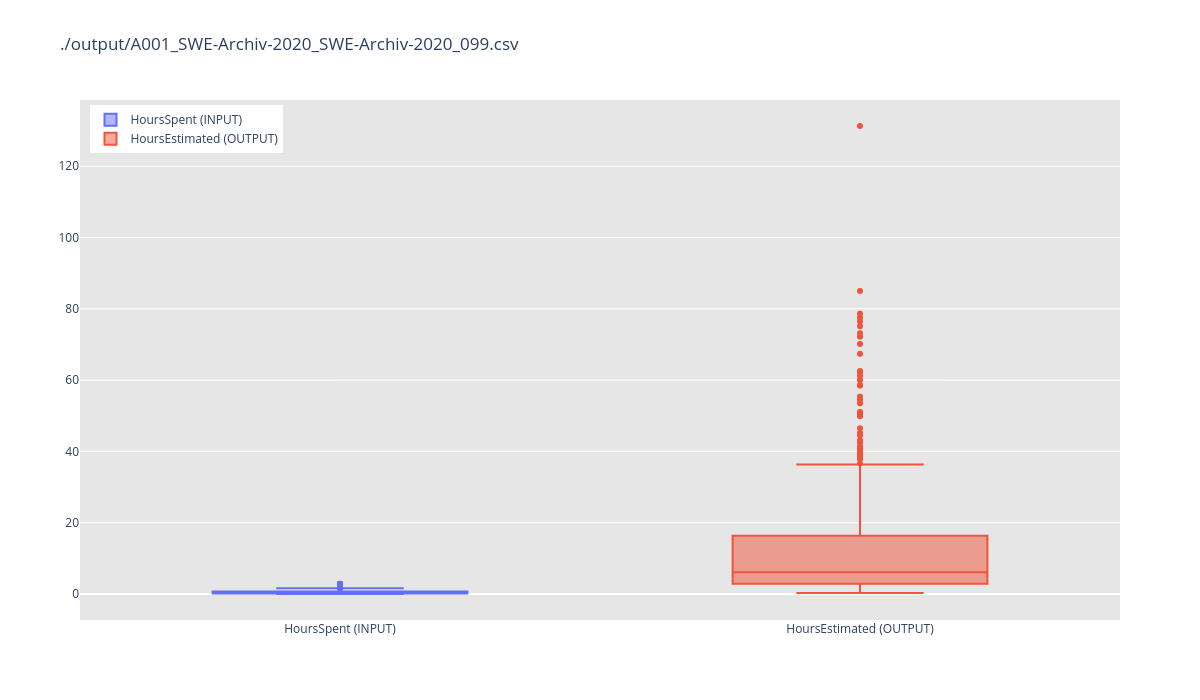 ./output/A001_SWE-Archiv-2020_SWE-Archiv-2020_099.csv
HoursSpent (INPUT)
HoursEstimated (OUTPUT)
120
100
80
60
40
20
0
HoursSpent (INPUT)
HoursEstimated (OUTPUT)